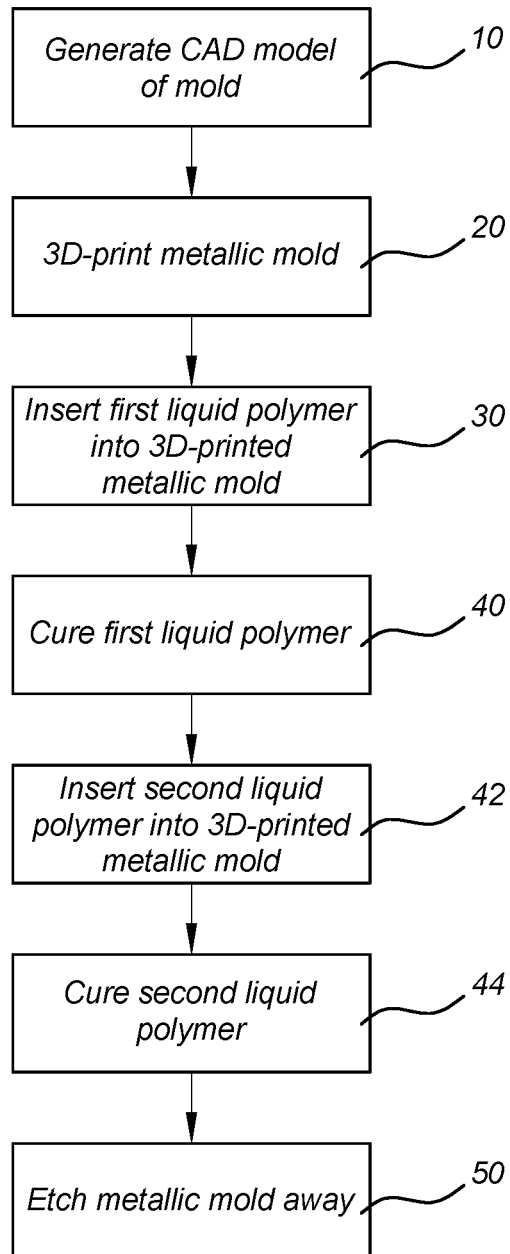 Generate CAD model
of mold
10
3D-print metallic mold
20
Insert first liquid polymer
into 3D-printed
metallic mold
30
Cure first liquid polymer
40
Insert second liquid
polymer into 3D-printed
metallic mold
42
Cure second liquid
polymer
44
Etch metallic mold away
50